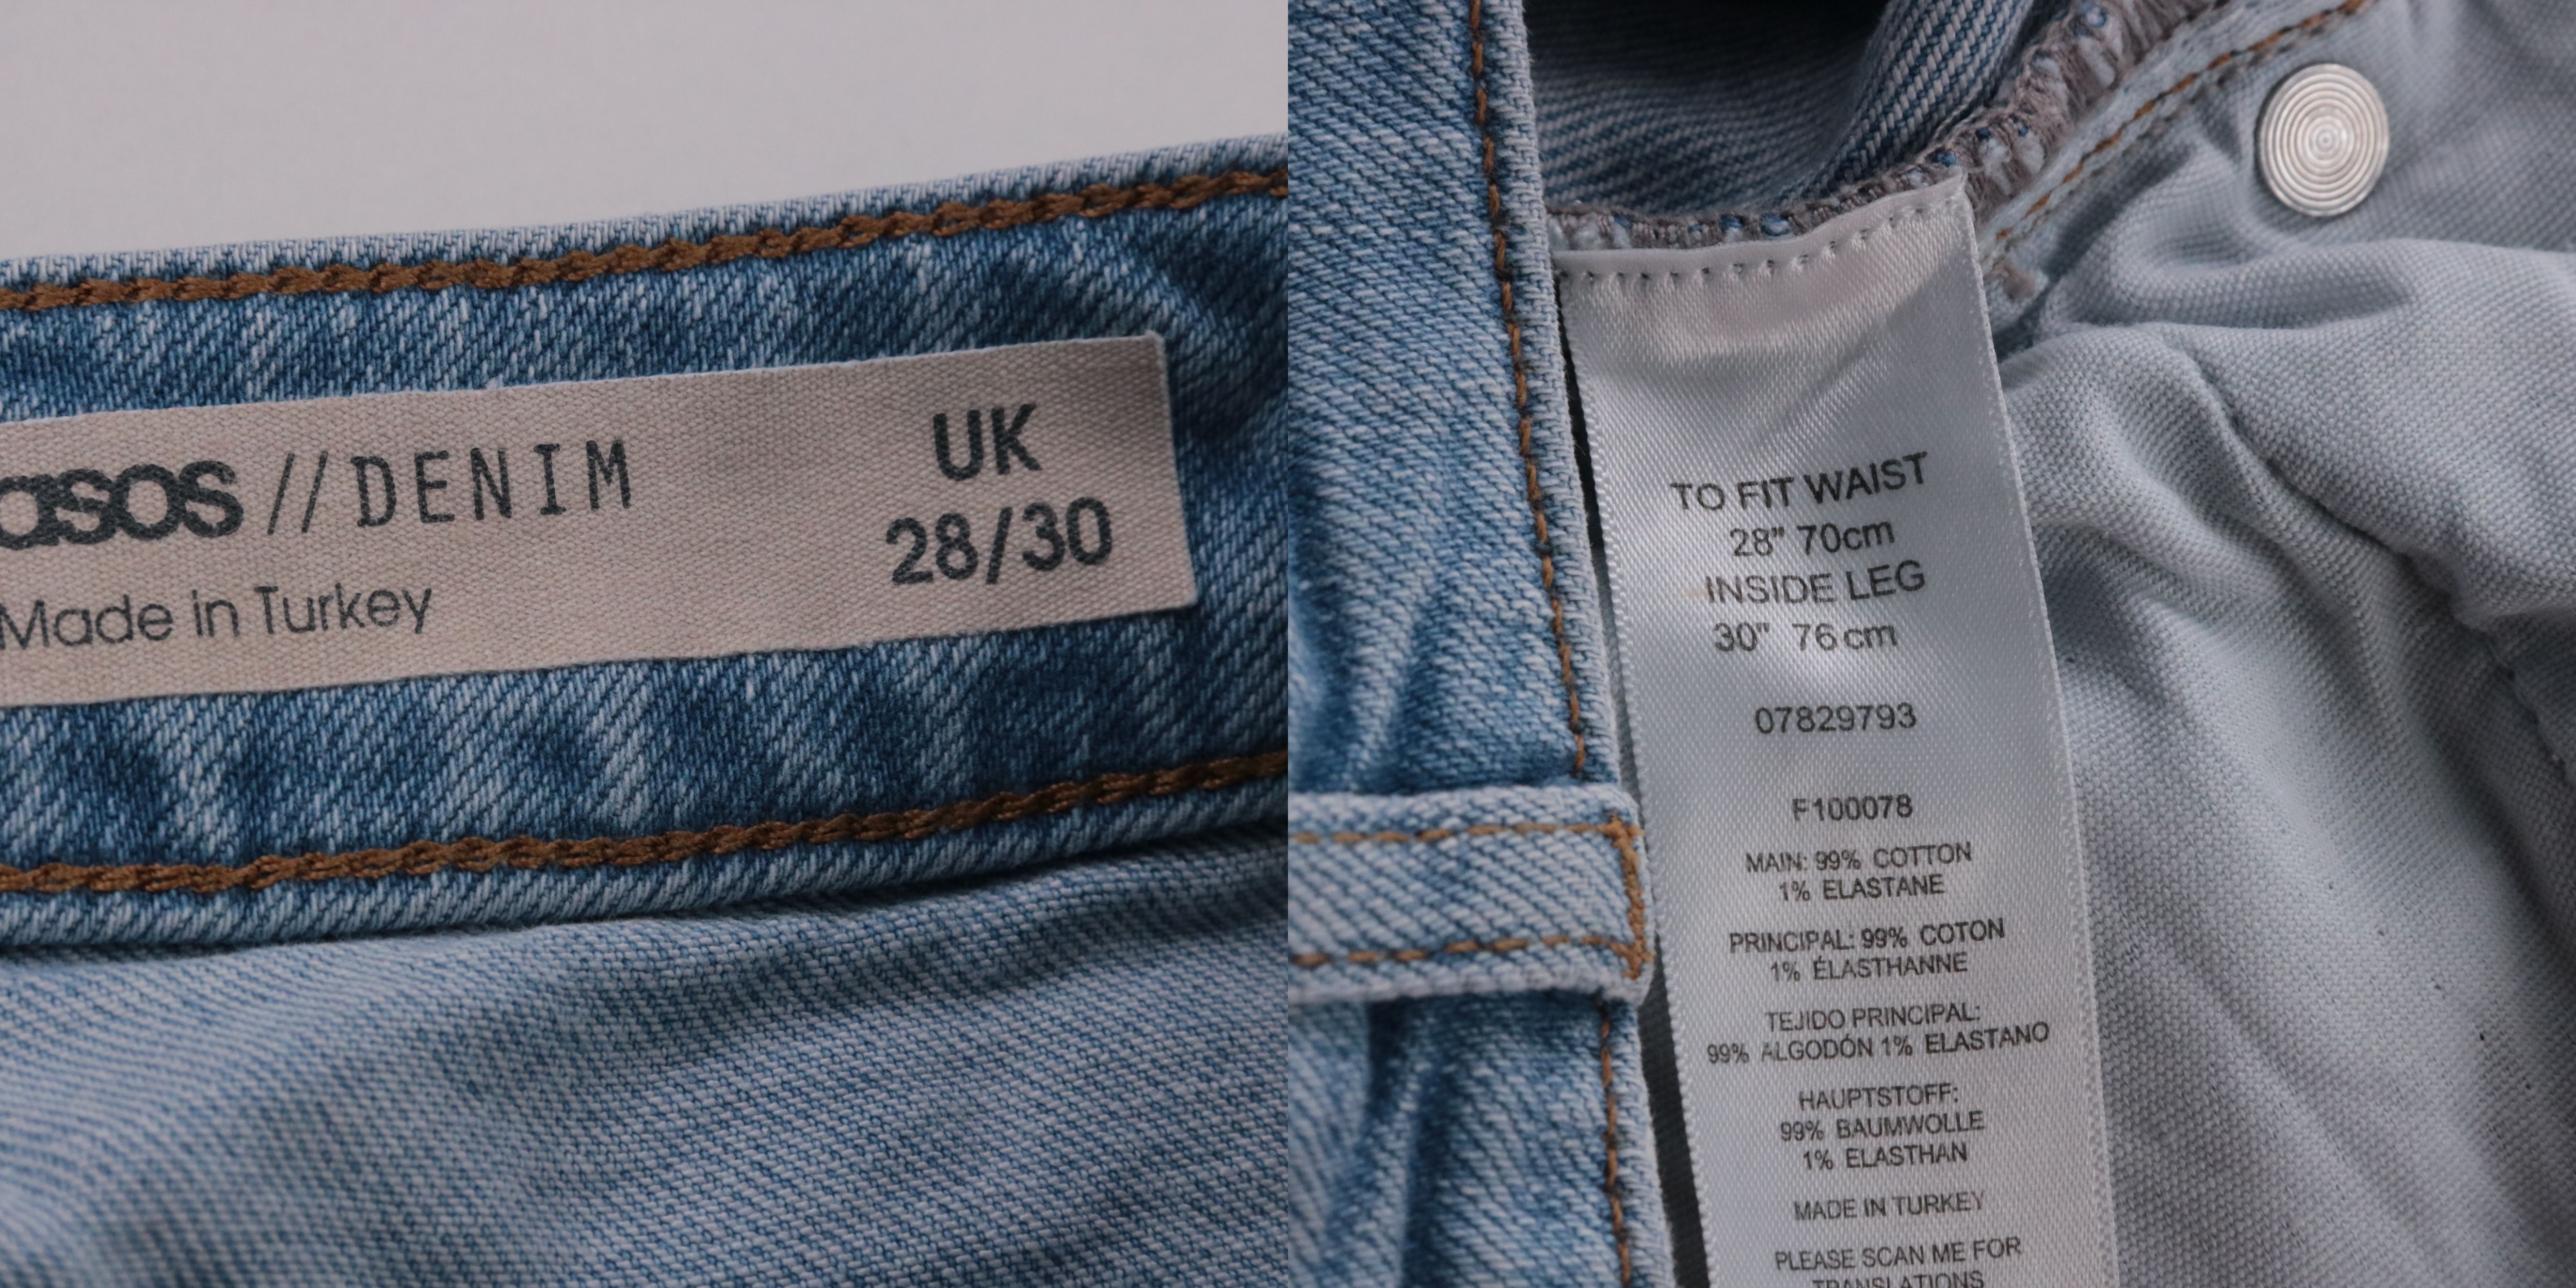 asos // DENIM
Made in Turkey
UK
28/30
TO FIT WAIST
28" 70cm
INSIDE LEG
30" 76cm
07829793
F100078
MAIN: 99% COTTON
1% ELASTANE
PRINCIPAL: 99% COTON
1% ÉLASTHANNE
TEJIDO PRINCIPAL:
99% ALGODÓN 1% ELASTANO
HAUPTSTOFF:
99% BAUMWOLLE
1% ELASTHAN
MADE IN TURKEY
PLEASE SCAN ME FOR
TRANSLATIONS